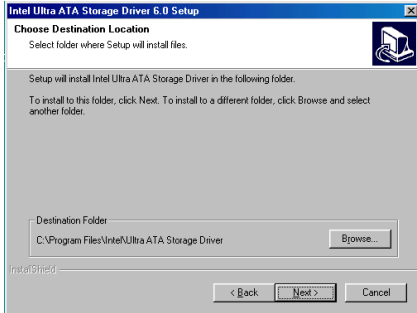 Intel Ultra ATA Storage Driver 6.0 Setup
Choose Destination Location
Select folder where Setup will install files.
Setup will install Intel Ultra ATA Storage Driver in the following folder.
To install to this folder, click Next. To install to a different folder, click Browse and select
another folder.
Destination Folder
C:\Program Files\Intel\Ultra ATA Storage Driver
Browse...
InstallShield
< Back
Next >
Cancel